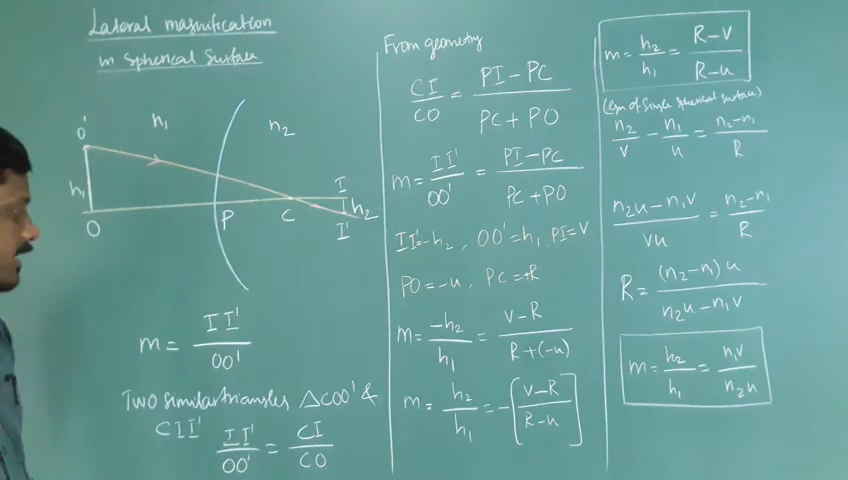 Lateral magnification
in Spherical Surface
O'
n₁
n₂
h₁
I
h₂
O
P
C
I'
m = II'/OO'
Two similar triangles ΔCOO' &
CII' II'/OO' = CI/CO
From geometry
CI/CO = PI-PC/PC+PO
m = II'/OO' = PI-PC/PC+PO
II'=-h₂, OO'=h₁, PI=V
PO=-u, PC=+R
m = -h₂/h₁ = V-R/R+(-u)
m = h₂/h₁ = -[V-R/R-u]
m = h₂/h₁ = R-V/R-u
(eqn of single spherical surface)
n₂/v - n₁/u = n₂-n₁/R
n₂u-n₁v/vu = n₂-n₁/R
R = (n₂-n₁)u/n₂u-n₁v
m = h₂/h₁ = n₁v/n₂u